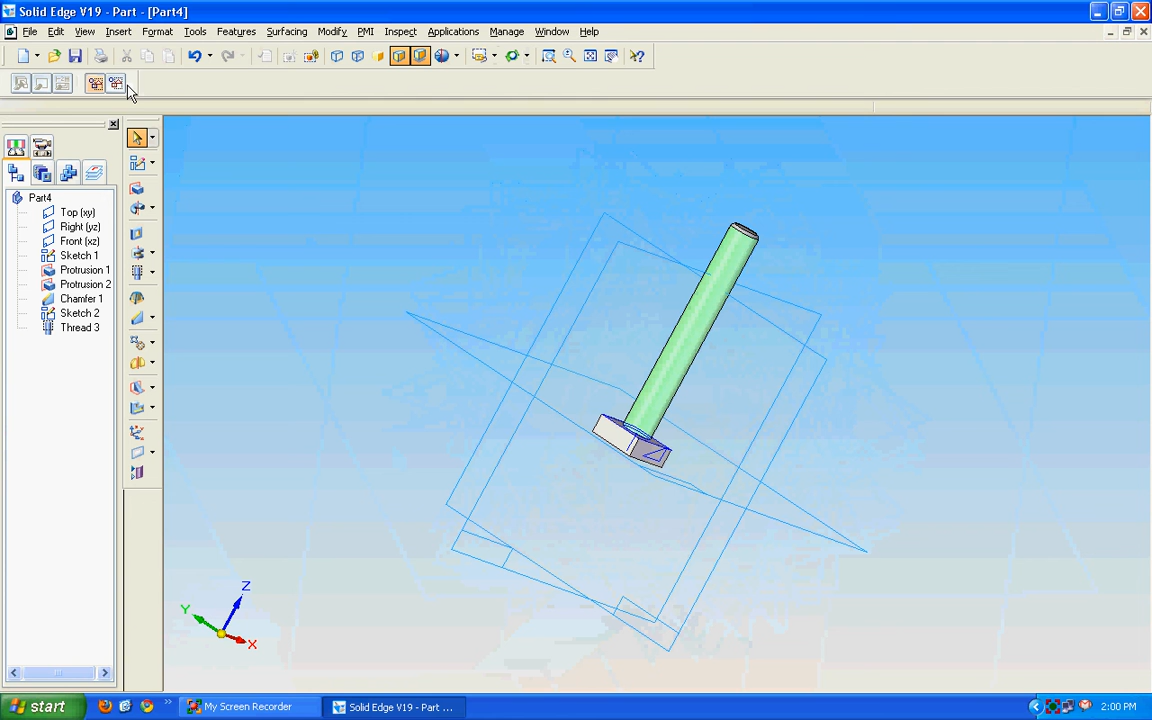 Solid Edge V19 - Part - [Part4]
File Edit View Insert Format Tools Features Surfacing Modify PMI Inspect Applications Manage Window Help
Part4
Top (xy)
Right (yz)
Front (xz)
Sketch 1
Protrusion 1
Protrusion 2
Chamfer 1
Sketch 2
Thread 3
Z
Y
X
start
My Screen Recorder
Solid Edge V19 - Part ...
2:00 PM